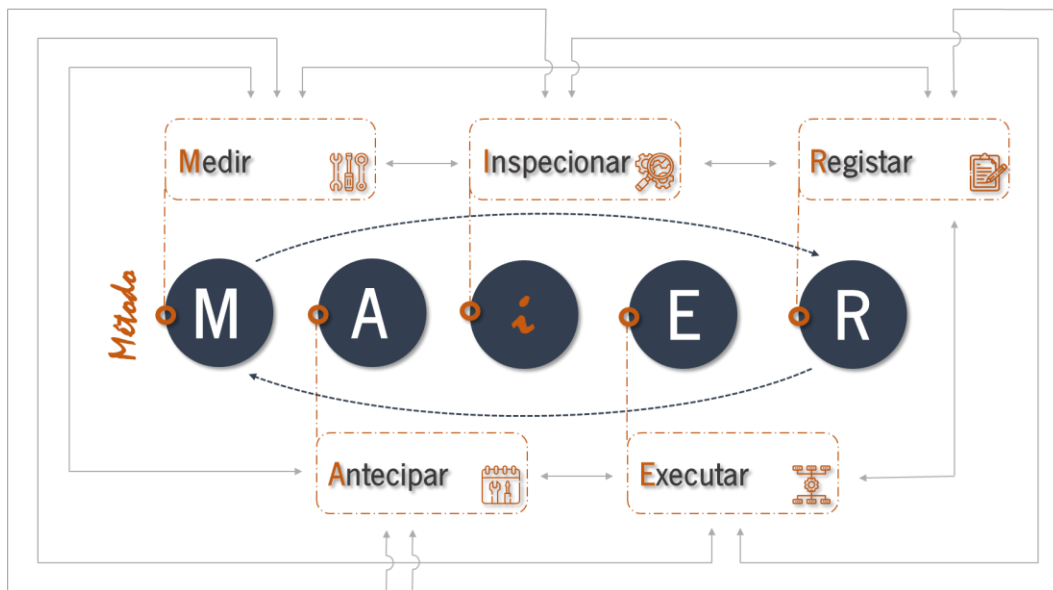 Medir
Inspecionar
Registar
Método
M
A
i
E
R
Antecipar
Executar